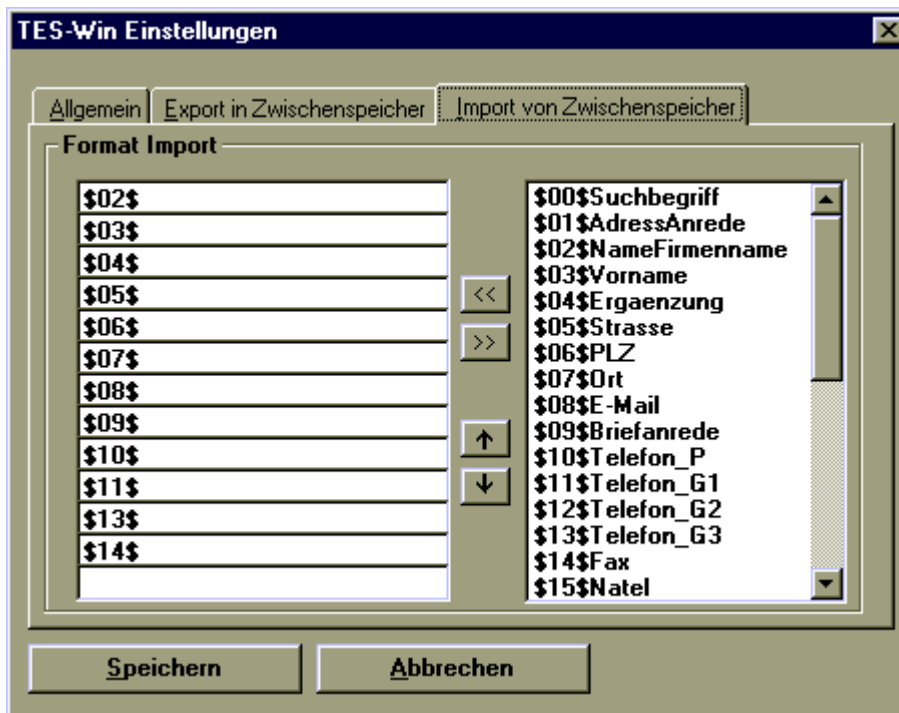 TES-Win Einstellungen
Allgemein Export in Zwischenspeicher Import von Zwischenspeicher
Format Import
$02$
$03$
$04$
$05$
$06$
$07$
$08$
$09$
$10$
$11$
$13$
$14$
<<
>>
$00$Suchbegriff
$01$AdressAnrede
$02$NameFirmenname
$03$Vorname
$04$Ergaenzung
$05$Strasse
$06$PLZ
$07$Ort
$08$E-Mail
$09$Briefanrede
$10$Telefon_P
$11$Telefon_G1
$12$Telefon_G2
$13$Telefon_G3
$14$Fax
$15$Natel
Speichern Abbrechen